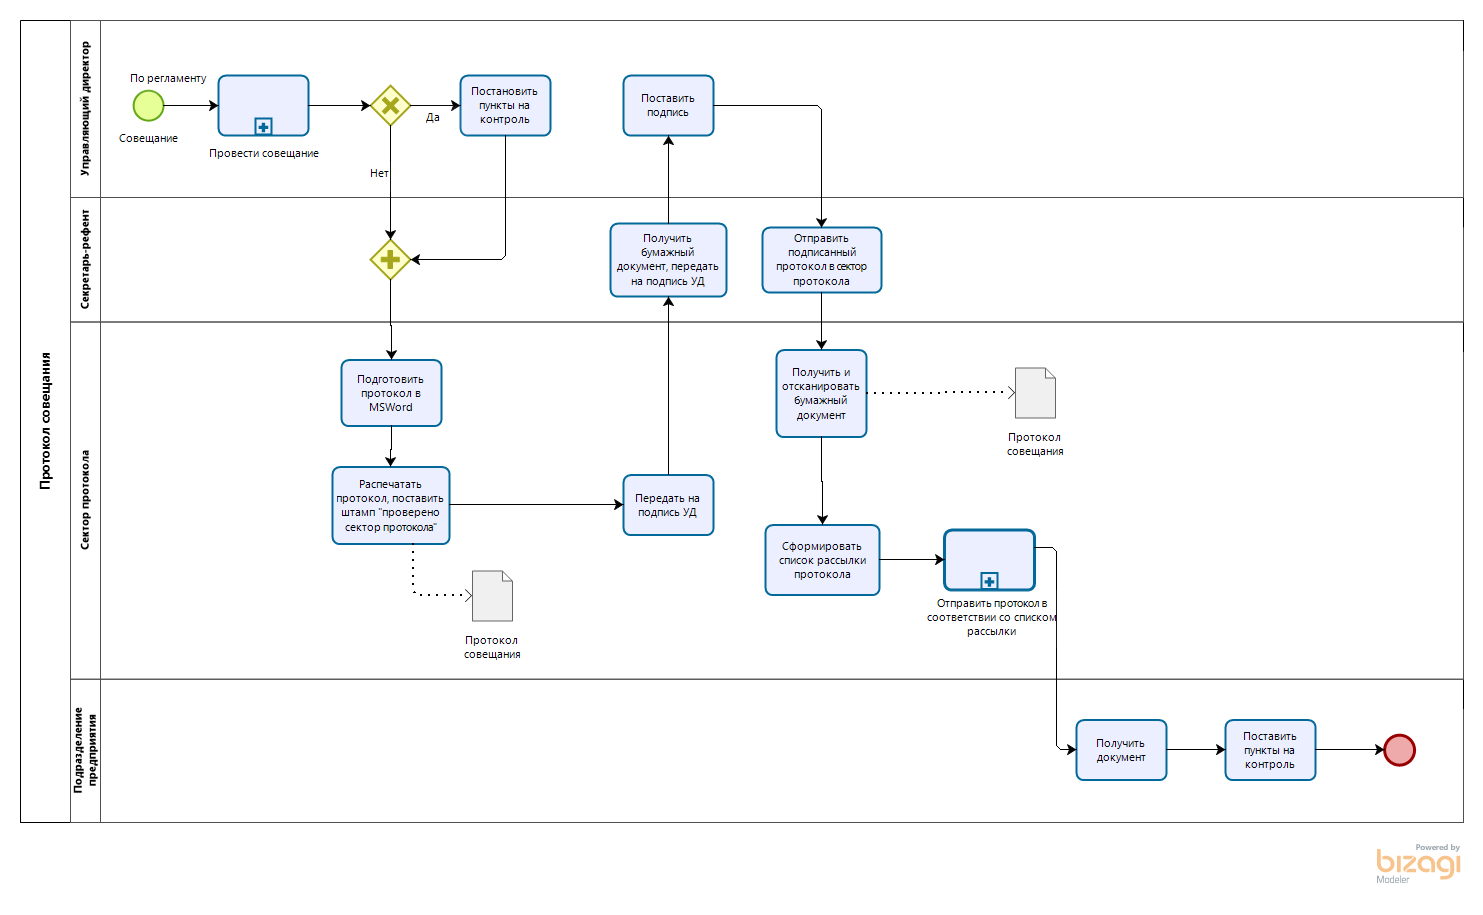 Протокол совещания
Управляющий директор
По регламенту
Совещание
Провести совещание
Да
Нет
Постановить
пункты на
контроль
Поставить
подпись
Секретарь-рефент
Получить
бумажный
документ, передать
на подпись УД
Отправить
подписанный
протокол в сектор
протокола
Сектор протокола
Подготовить
протокол в
MSWord
Распечатать
протокол, поставить
штамп "проверено
сектор протокола"
Протокол
совещания
Передать на
подпись УД
Получить и
отсканировать
бумажный
документ
Протокол
совещания
Сформировать
список рассылки
протокола
Отправить протокол в
соответствии со списком
рассылки
Подразделение
предприятия
Получить
документ
Поставить
пункты на
контроль
Powered by
bizagi
Modeler